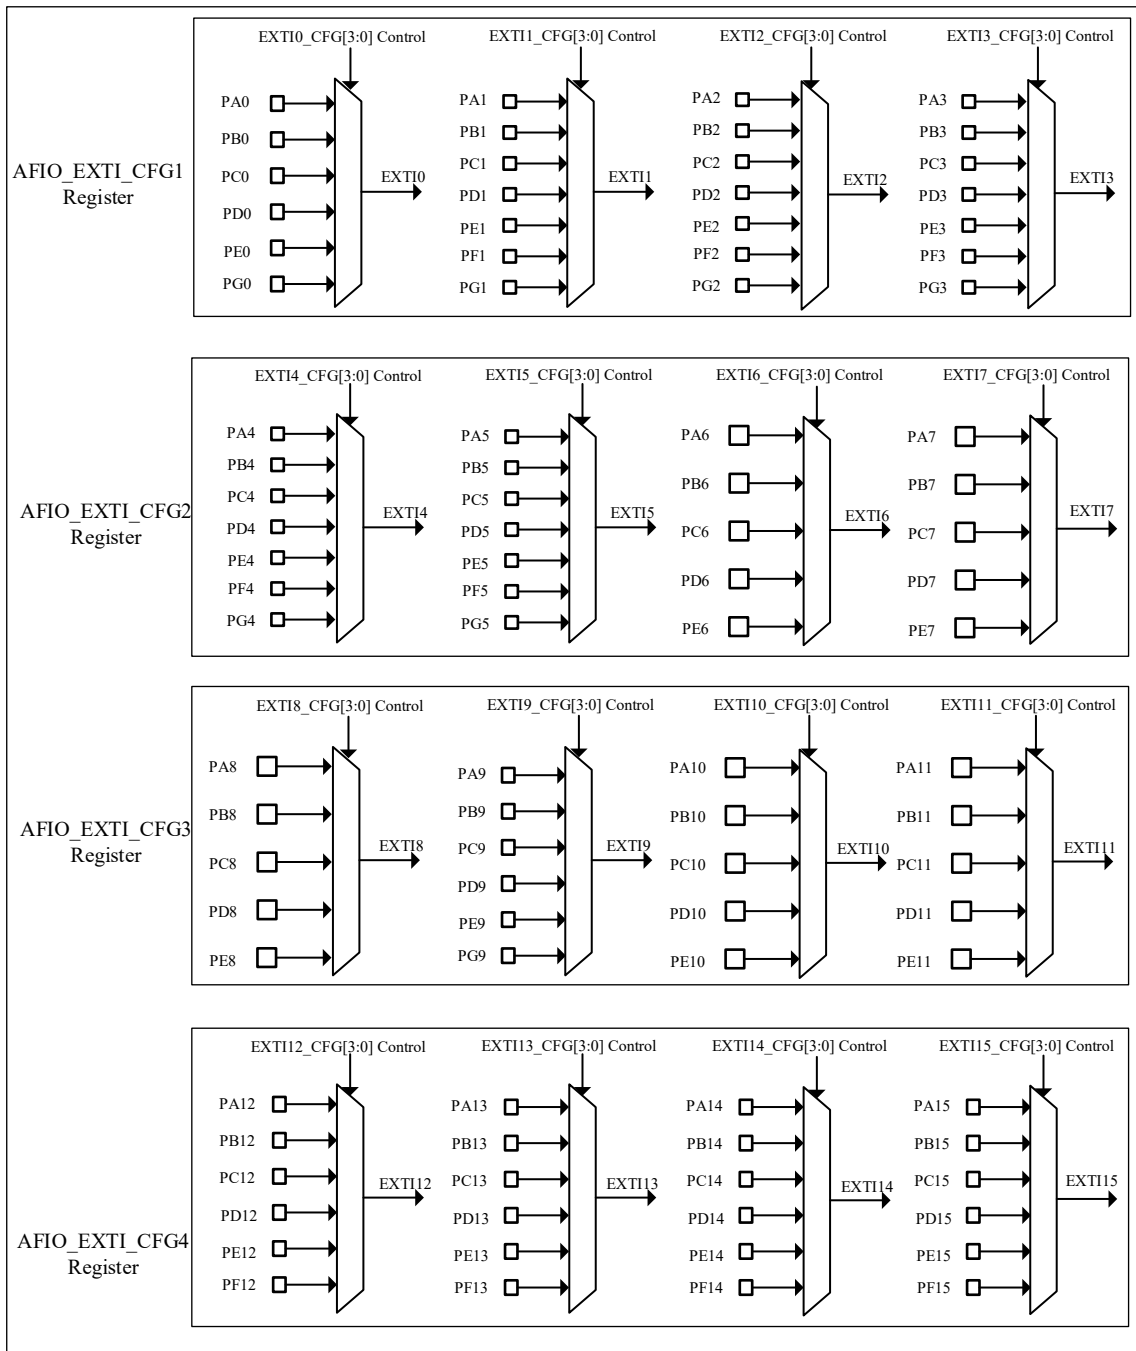 EXTI0_CFG[3:0] Control
PA0
PB0
PC0
PD0
PE0
PG0
EXTI0
EXTI1_CFG[3:0] Control
PA1
PB1
PC1
PD1
PE1
PF1
PG1
EXTI1
EXTI2_CFG[3:0] Control
PA2
PB2
PC2
PD2
PE2
PF2
PG2
EXTI2
EXTI3_CFG[3:0] Control
PA3
PB3
PC3
PD3
PE3
PF3
PG3
EXTI3
AFIO_EXTI_CFG1
Register
EXTI4_CFG[3:0] Control
PA4
PB4
PC4
PD4
PE4
PF4
PG4
EXTI4
EXTI5_CFG[3:0] Control
PA5
PB5
PC5
PD5
PE5
PF5
PG5
EXTI5
EXTI6_CFG[3:0] Control
PA6
PB6
PC6
PD6
PE6
EXTI6
EXTI7_CFG[3:0] Control
PA7
PB7
PC7
PD7
PE7
EXTI7
AFIO_EXTI_CFG2
Register
EXTI8_CFG[3:0] Control
PA8
PB8
PC8
PD8
PE8
EXTI8
EXTI9_CFG[3:0] Control
PA9
PB9
PC9
PD9
PE9
PG9
EXTI9
EXTI10_CFG[3:0] Control
PA10
PB10
PC10
PD10
PE10
EXTI10
EXTI11_CFG[3:0] Control
PA11
PB11
PC11
PD11
PE11
EXTI11
AFIO_EXTI_CFG3
Register
EXTI12_CFG[3:0] Control
PA12
PB12
PC12
PD12
PE12
PF12
EXTI12
EXTI13_CFG[3:0] Control
PA13
PB13
PC13
PD13
PE13
PF13
EXTI13
EXTI14_CFG[3:0] Control
PA14
PB14
PC14
PD14
PE14
PF14
EXTI14
EXTI15_CFG[3:0] Control
PA15
PB15
PC15
PD15
PE15
PF15
EXTI15
AFIO_EXTI_CFG4
Register